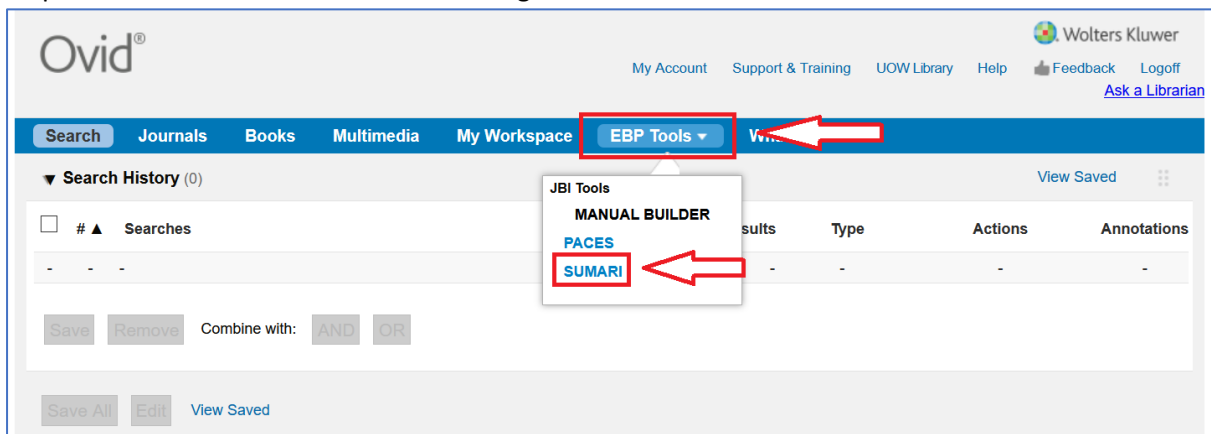 Ovid®
Wolters Kluwer
My Account Support & Training UOW Library Help Feedback Logoff
Ask a Librarian
Search Journals Books Multimedia My Workspace EBP Tools ▾
▼ Search History (0) View Saved
JBI Tools
MANUAL BUILDER
# ▲ Searches Type Actions Annotations
PACES
- - - - - - -
SUMARI
Save Remove Combine with: AND OR
Save All Edit View Saved